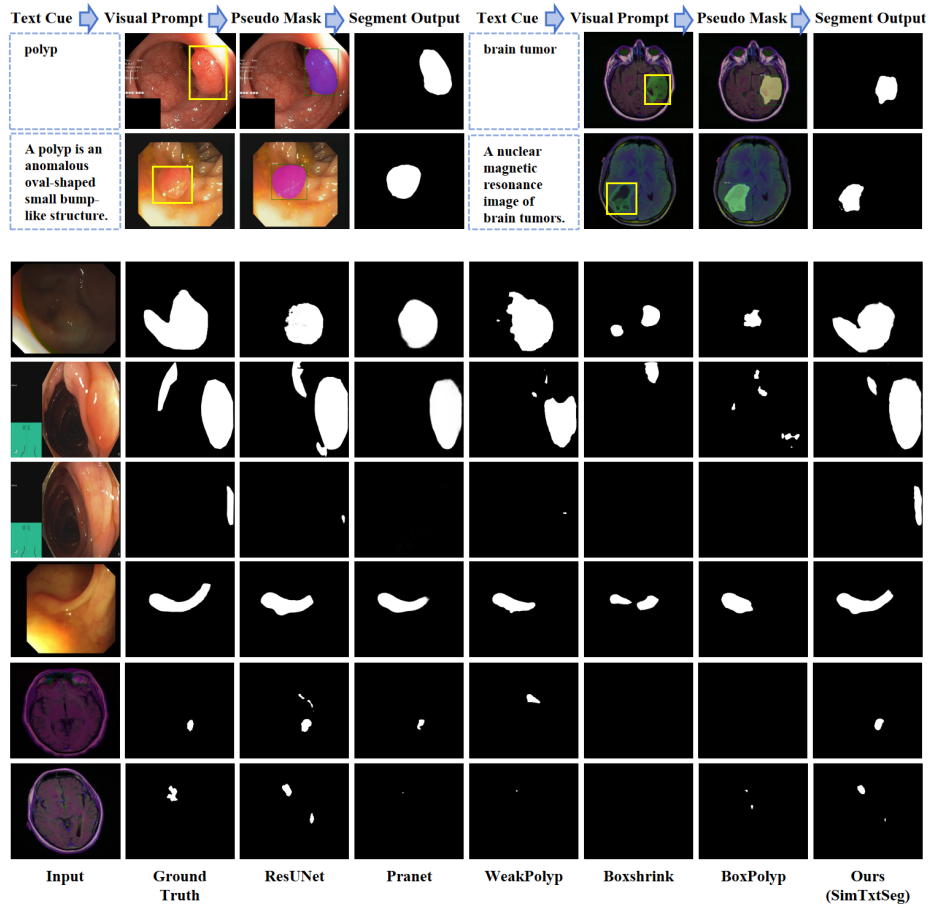 Text Cue Visual Prompt Pseudo Mask Segment Output Text Cue Visual Prompt Pseudo Mask Segment Output
polyp
brain tumor
A polyp is an
anomalous
oval-shaped
small bump-
like structure.
A nuclear
magnetic
resonance
image of
brain tumors.
Input
Ground
Truth
ResUNet
Pranet
WeakPolyp
Boxshrink
BoxPolyp
Ours
(SimTxtSeg)